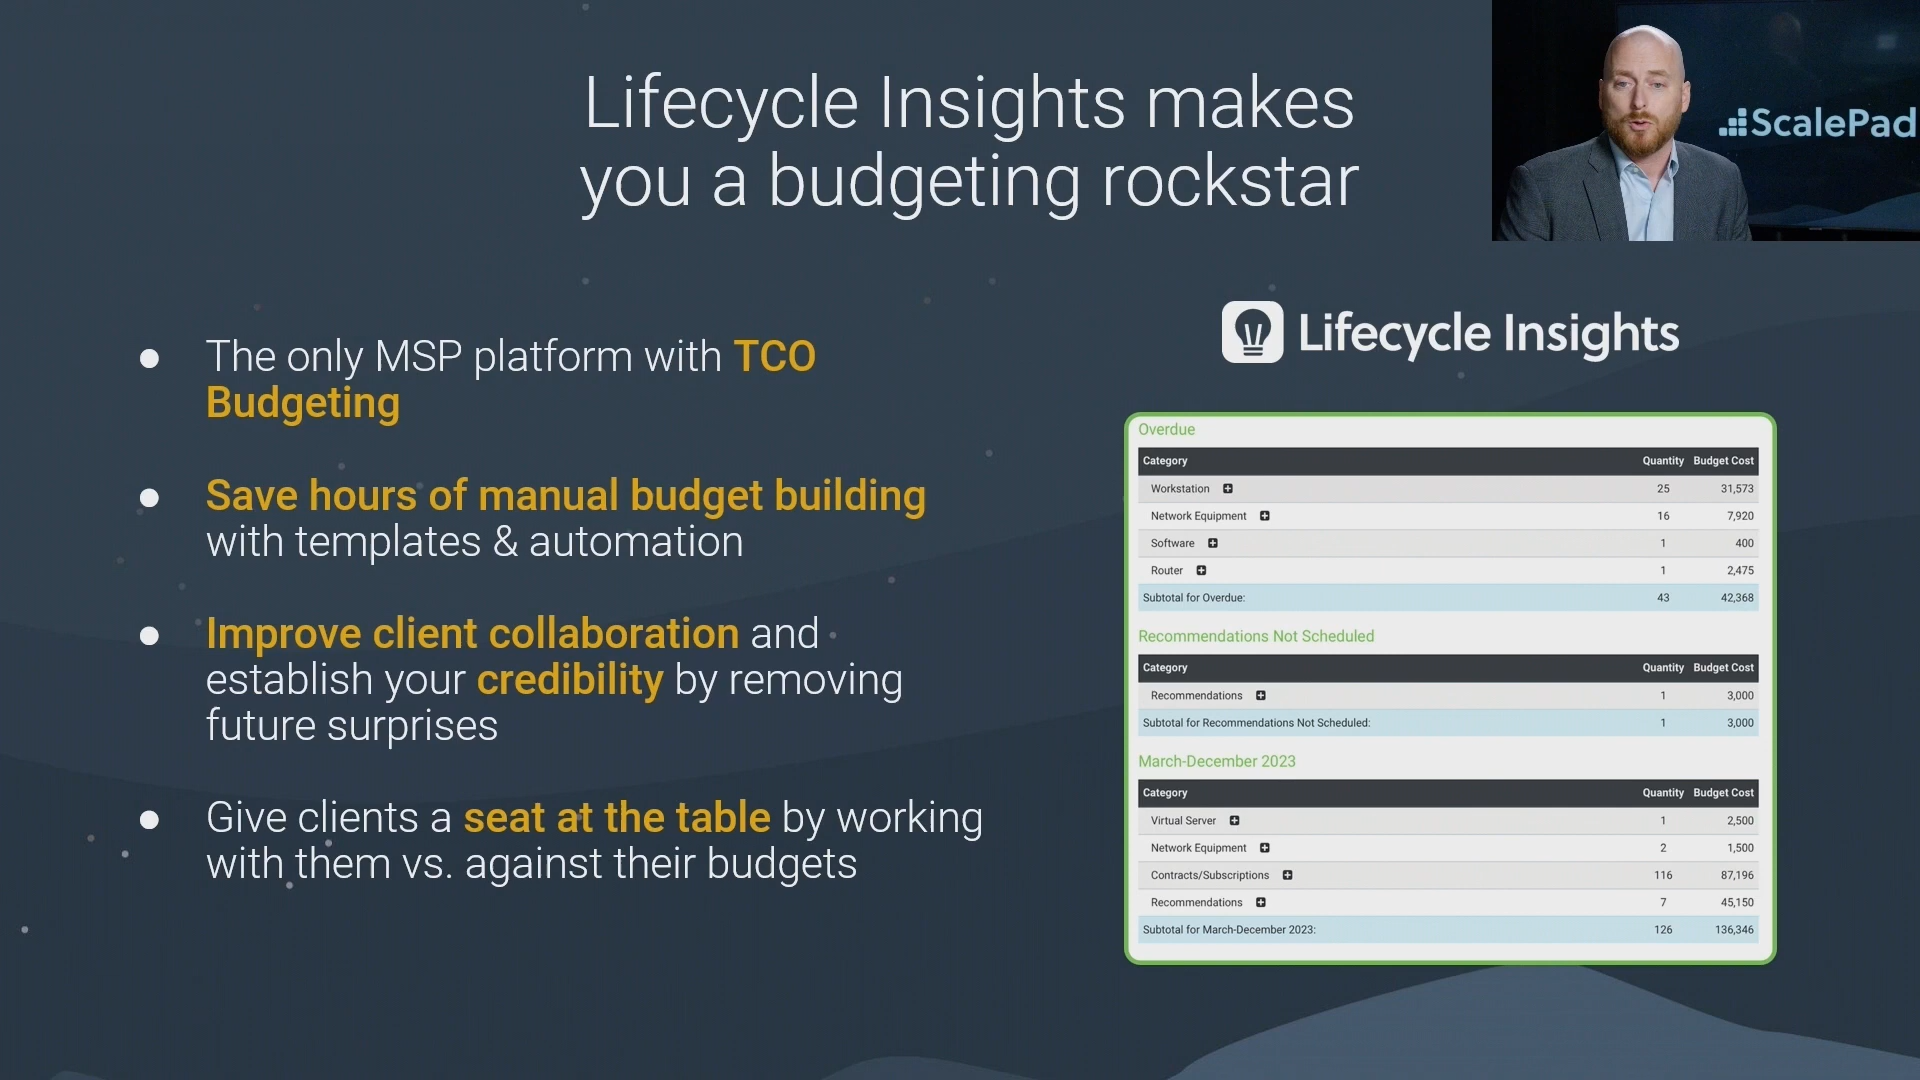 Lifecycle Insights makes
you a budgeting rockstar
ScalePad
● The only MSP platform with TCO
Budgeting
● Save hours of manual budget building
with templates & automation
● Improve client collaboration and
establish your credibility by removing
future surprises
● Give clients a seat at the table by working
with them vs. against their budgets
Lifecycle Insights
Overdue
Category Quantity Budget Cost
Workstation 25 31,573
Network Equipment 16 7,920
Software 1 400
Router 1 2,475
Subtotal for Overdue: 43 42,368
Recommendations Not Scheduled
Category Quantity Budget Cost
Recommendations 1 3,000
Subtotal for Recommendations Not Scheduled: 1 3,000
March-December 2023
Category Quantity Budget Cost
Virtual Server 1 2,500
Network Equipment 2 1,500
Contracts/Subscriptions 116 87,196
Recommendations 7 45,150
Subtotal for March-December 2023: 126 136,346